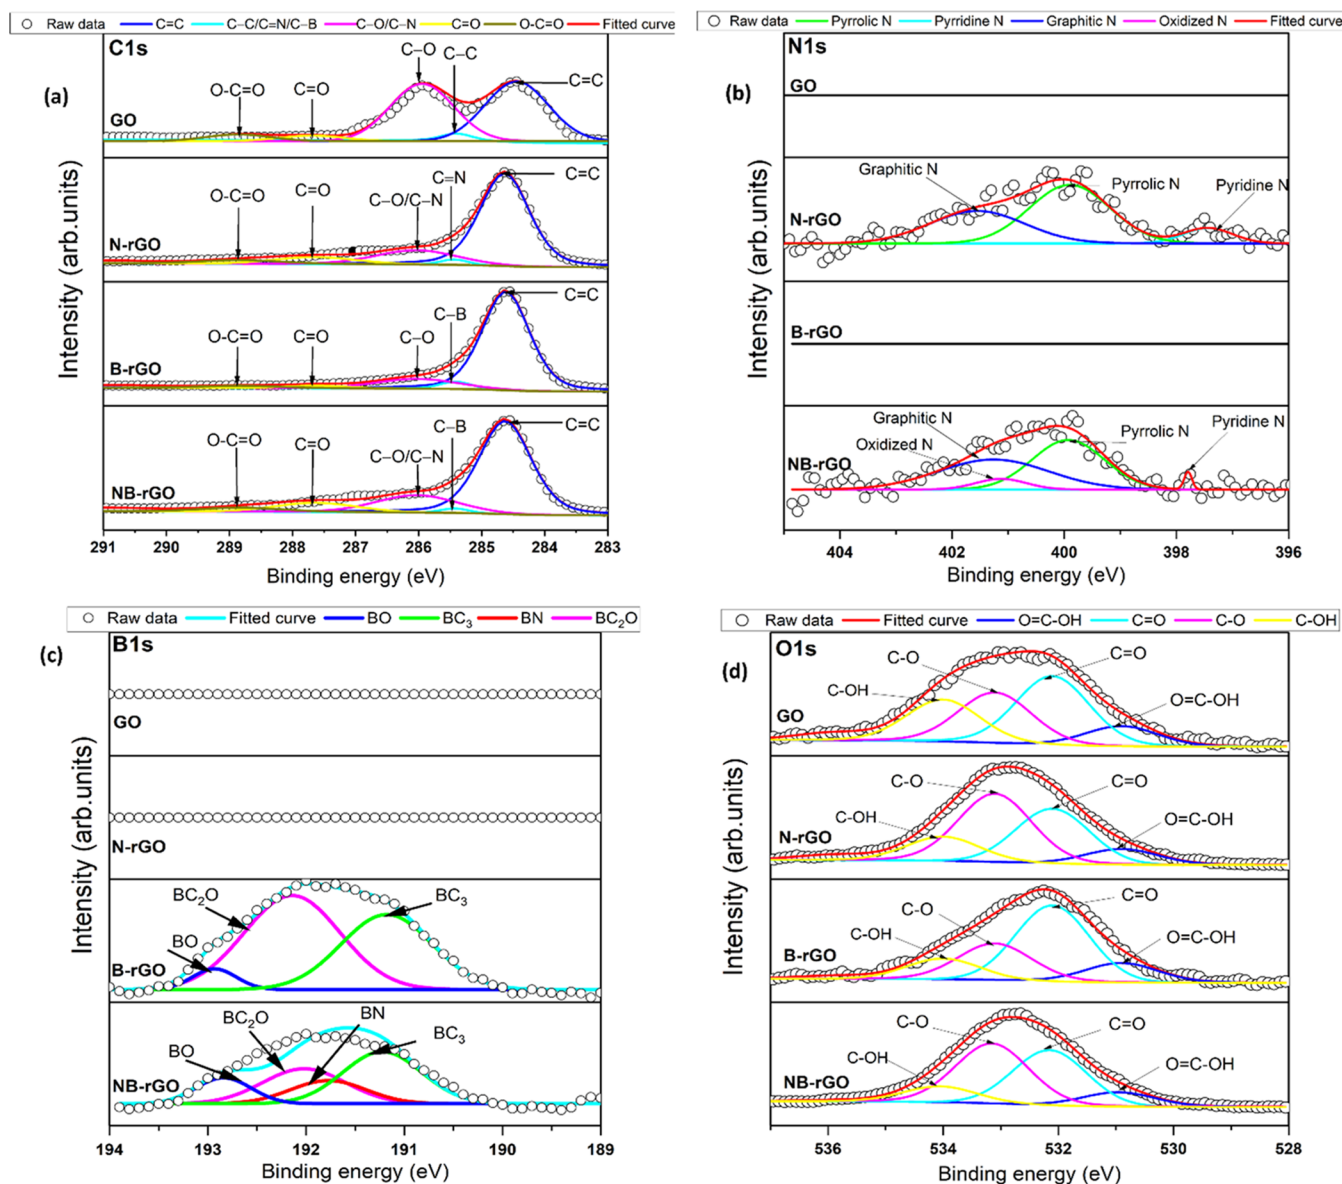 Raw data C=C C–C/C=N/C–B C–O/C–N C=O O-C=O Fitted curve
C1s
(a)
GO
O-C=O
C=O
C–O
C–C
C=C
N-rGO
O-C=O
C=O
C–O/C–N
C=N
C=C
B-rGO
O-C=O
C=O
C–O
C–B
C=C
NB-rGO
O-C=O
C=O
C–O/C–N
C–B
C=C
291 290 289 288 287 286 285 284 283
Binding energy (eV)
Intensity (arb.units)
Raw data Pyrrolic N Pyrridine N Graphitic N Oxidized N Fitted curve
N1s
(b)
GO
N-rGO
Graphitic N
Pyrrolic N
Pyridine N
B-rGO
NB-rGO
Graphitic N
Oxidized N
Pyrrolic N
Pyridine N
404 402 400 398 396
Binding energy (eV)
Intensity (arb.units)
Raw data Fitted curve BO BC3 BN BC2O
B1s
(c)
GO
N-rGO
B-rGO
BC2O
BO
BC3
NB-rGO
BC2O
BN
BO
BC3
194 193 192 191 190 189
Binding energy (eV)
Intensity (arb.units)
Raw data Fitted curve O=C-OH C=O C-O C-OH
O1s
(d)
GO
C-OH
C-O
C=O
O=C-OH
N-rGO
C-OH
C-O
C=O
O=C-OH
B-rGO
C-OH
C-O
C=O
O=C-OH
NB-rGO
C-OH
C-O
C=O
O=C-OH
536 534 532 530 528
Binding energy (eV)
Intensity (arb.units)